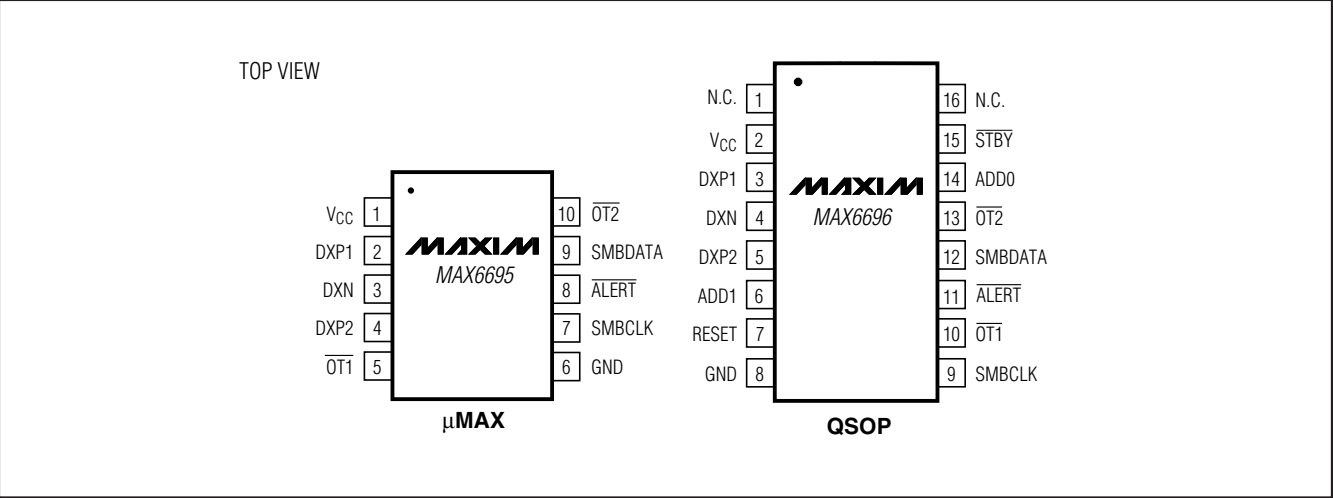 TOP VIEW
VCC 1
DXP1 2
DXN 3
DXP2 4
OT1 5
10 OT2
9 SMBDATA
8 ALERT
7 SMBCLK
6 GND
MAXIM
MAX6695
μMAX
N.C. 1
VCC 2
DXP1 3
DXN 4
DXP2 5
ADD1 6
RESET 7
GND 8
16 N.C.
15 STBY
14 ADD0
13 OT2
12 SMBDATA
11 ALERT
10 OT1
9 SMBCLK
MAXIM
MAX6696
QSOP